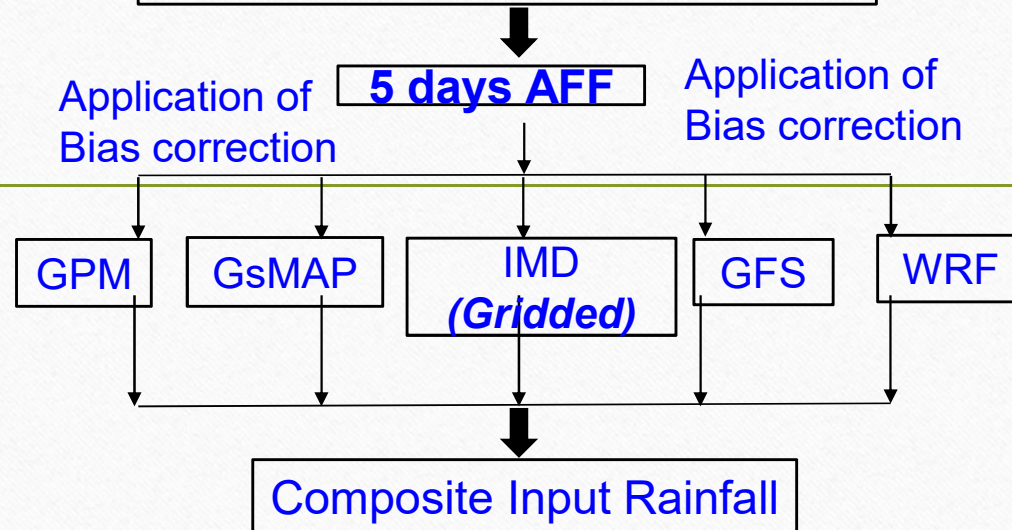 5 days AFF
Application of
Bias correction
Application of
Bias correction
GPM
GsMAP
IMD
(Gridded)
GFS
WRF
Composite Input Rainfall